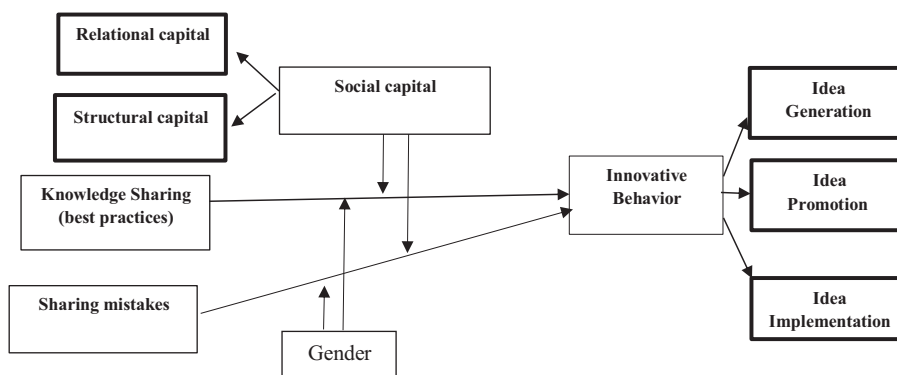 Relational capital
Social capital
Structural capital
Knowledge Sharing
(best practices)
Sharing mistakes
Gender
Innovative
Behavior
Idea
Generation
Idea
Promotion
Idea
Implementation